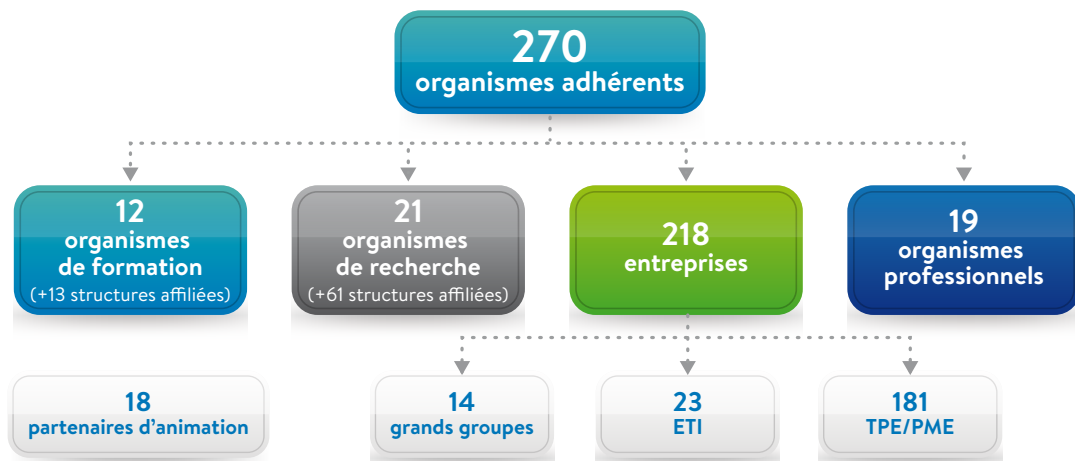 270
organismes adhérents
12
organismes
de formation
(+13 structures affiliées)
21
organismes
de recherche
(+61 structures affiliées)
218
entreprises
19
organismes
professionnels
18
partenaires d’animation
14
grands groupes
23
ETI
181
TPE/PME